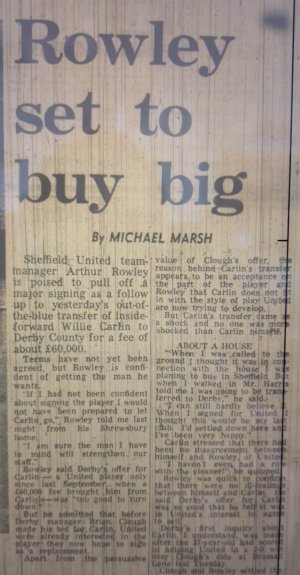 Rowley
set to
buy big
By MICHAEL MARSH
Sheffield United team-
manager Arthur Rowley
is poised to pull off a
major signing as a follow
up to yesterday's out-of-
the-blue transfer of inside-
forward Willie Carlin to
Derby County for a fee of
about £60,000.
Terms have not yet been
agreed, but Rowley is confi-
dent of getting the man he
wants.
"If I had not been confident
about signing the player I would
not have been prepared to let
Carlin go," Rowley told me last
night from his Shrewsbury
home.
"I am sure the man I have
in mind will strengthen our
staff."
Rowley said Derby's offer for
Carlin — a United player only
since last September, when a
£40,000 fee brought him from
Carlisle—was "too good to turn
down."
But he admitted that before
Derby manager Brian Clough
made his bid for Carlin, United
were already interested in the
player they now hope to sign
as a replacement.
Apart from the persuasive
value of Clough's offer, the
reason behind Carlin's transfer
appears to be an acceptance on
the part of the player and
Rowley that Carlin does not fit
in with the style of play United
are now trying to develop.
But Carlin's transfer came as
a shock and no one was more
shocked than Carlin himself.
ABOUT A HOUSE
"When I was called to the
ground I thought it was in con-
nection with the house I was
planning to buy in Sheffield. But
when I walked in Mr. Harris
told me I was going to be trans-
ferred to Derby," he said.
"I can still hardly believe it.
When I signed for United I
thought this would be my last
club. I'd settled down here and
I've been very happy."
Carlin stressed that there had
been no disagreement between
himself and Rowley, or United.
"I haven't even had a row
with the cleaner!" he quipped.
Rowley was quick to confirm
that there were no ill-feelings
between himself and Carlin. He
said Derby's offer for Carlin
was so good that he felt it was
in United's interest to agree
to sell.
Derby's first inquiry about
Carlin, I understand, was made
after the 27-year-old had scored
in helping United to a 2-0 win
over Clough's side at Bramall
Lane last Tuesday.
Clough and Rowley settled the